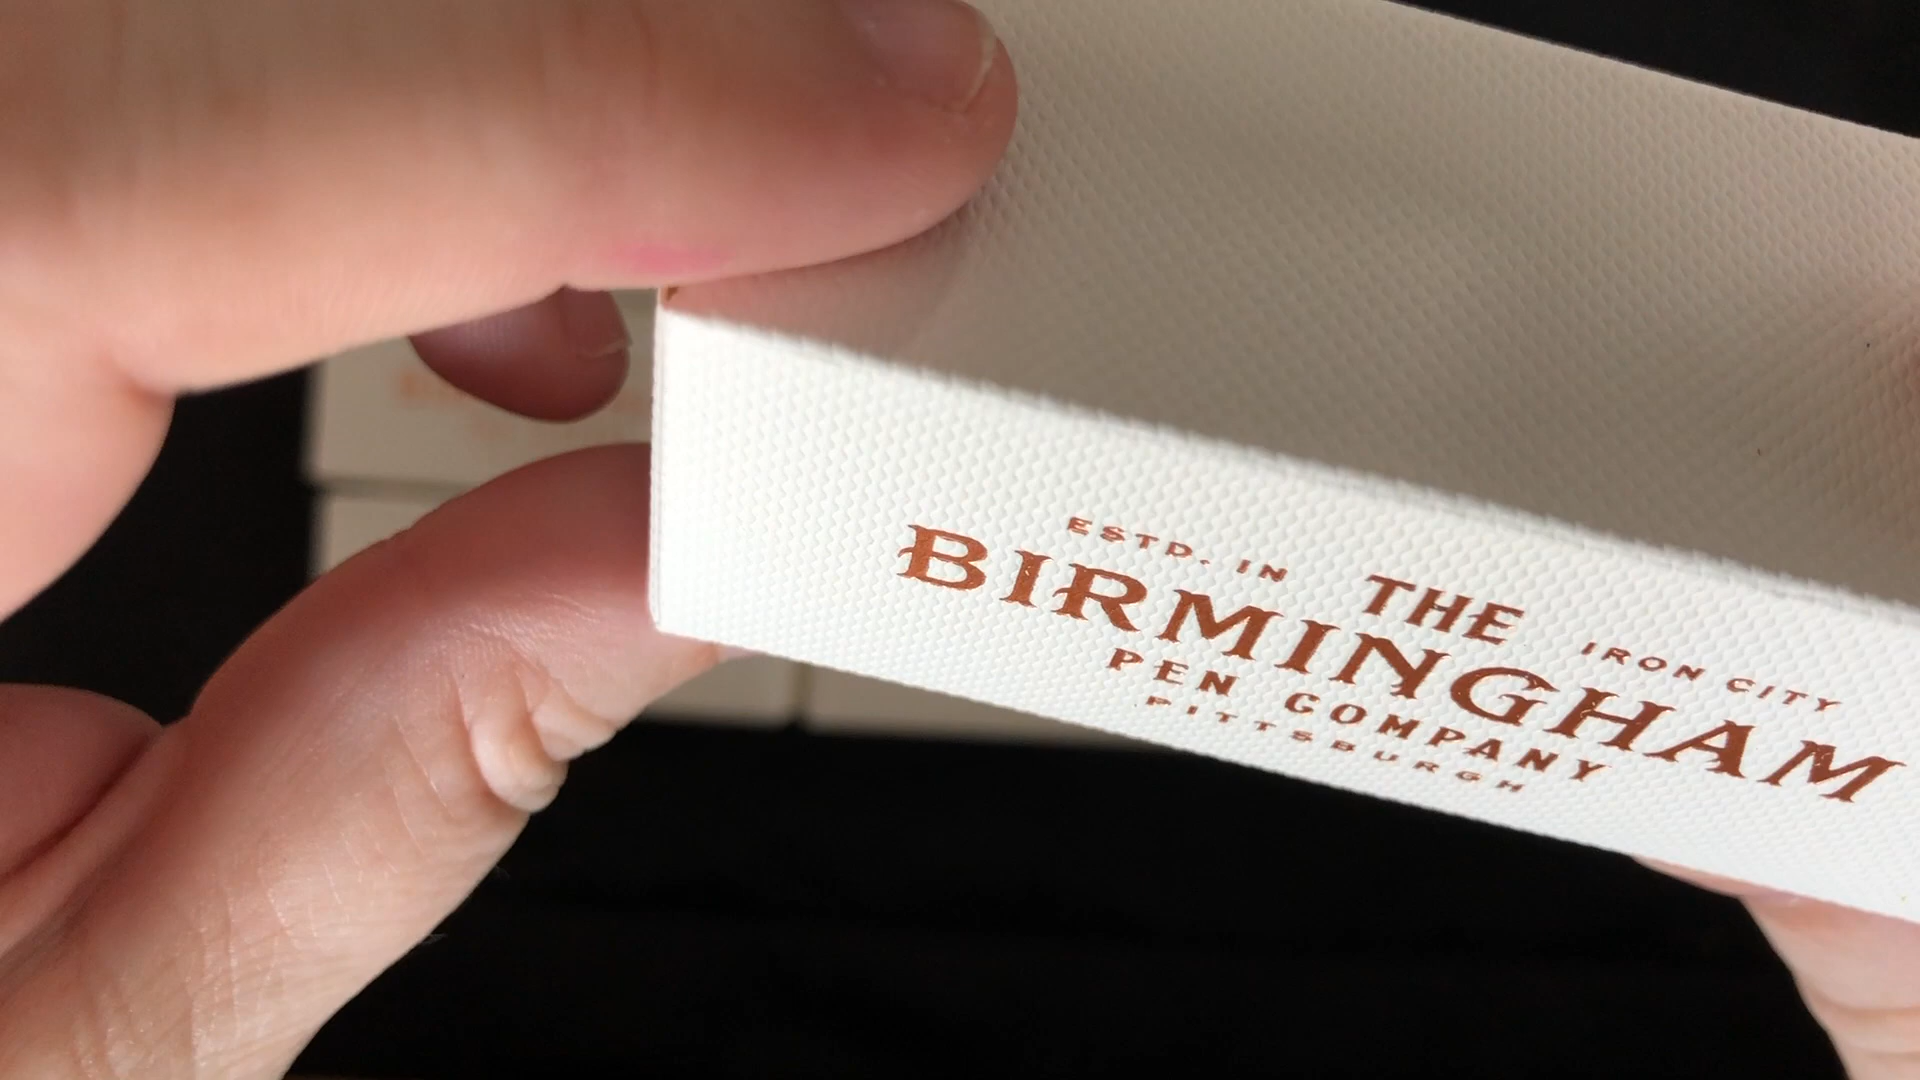 ESTD. IN THE IRON CITY
BIRMINGHAM
PEN COMPANY
PITTSBURGH